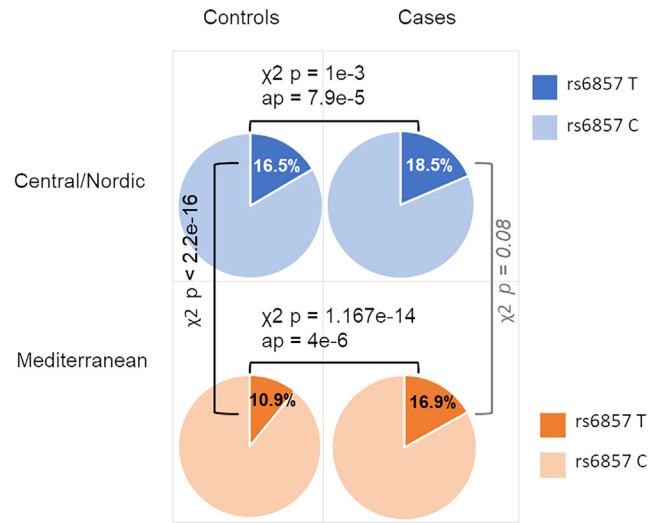 Controls
Cases
χ2 p = 1e-3
ap = 7.9e-5
rs6857 T
rs6857 C
16.5%
18.5%
Central/Nordic
χ2 p < 2.2e-16
χ2 p = 0.08
χ2 p = 1.167e-14
ap = 4e-6
Mediterranean
10.9%
16.9%
rs6857 T
rs6857 C